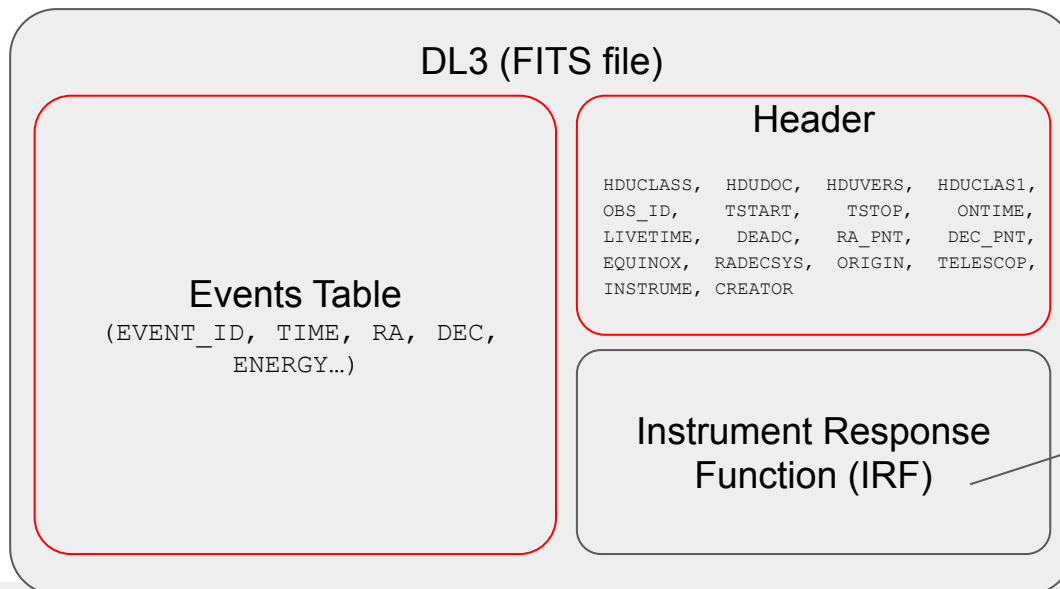 DL3 (FITS file)
Events Table
(EVENT_ID, TIME, RA, DEC,
ENERGY…)
Header
HDUCLASS, HDUDOC, HDUVERS, HDUCLAS1,
OBS_ID, TSTART, TSTOP, ONTIME,
LIVETIME, DEADC, RA_PNT, DEC_PNT,
EQUINOX, RADECSYS, ORIGIN, TELESCOP,
INSTRUME, CREATOR
Instrument Response
Function (IRF)